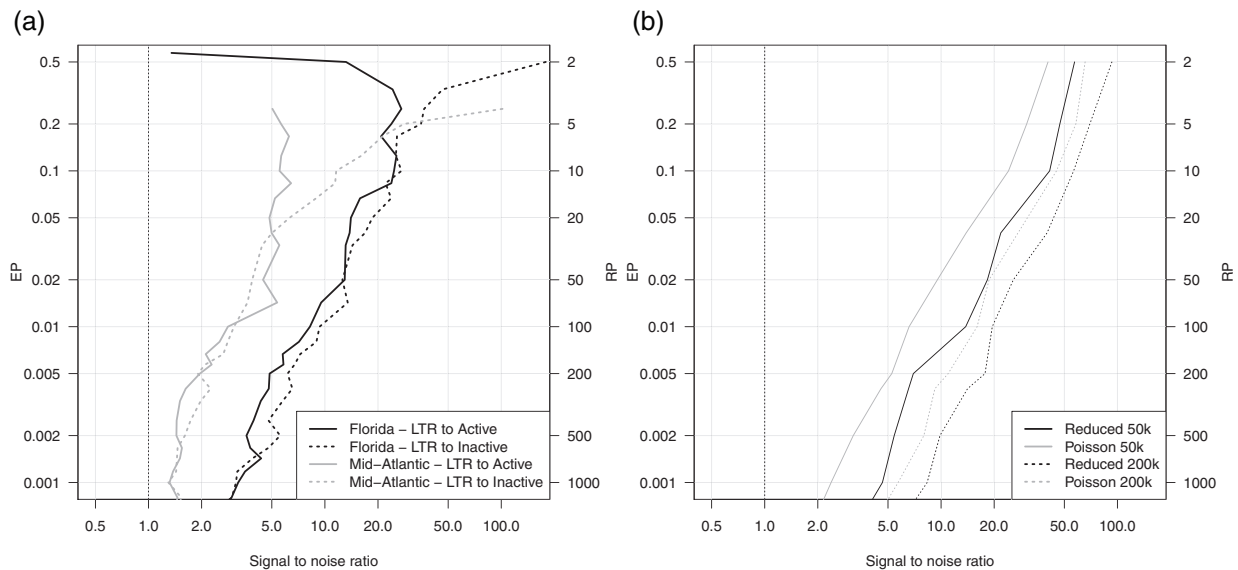 (a)
(b)
0.5
0.2
0.1
0.05
0.02
0.01
0.005
0.002
0.001
EP
2
5
10
20
50
100
200
500
1000
RP
Florida – LTR to Active
Florida – LTR to Inactive
Mid–Atlantic – LTR to Active
Mid–Atlantic – LTR to Inactive
0.5 1.0 2.0 5.0 10.0 20.0 50.0 100.0
Signal to noise ratio
0.5
0.2
0.1
0.05
0.02
0.01
0.005
0.002
0.001
EP
2
5
10
20
50
100
200
500
1000
RP
Reduced 50k
Poisson 50k
Reduced 200k
Poisson 200k
0.5 1.0 2.0 5.0 10.0 20.0 50.0 100.0
Signal to noise ratio